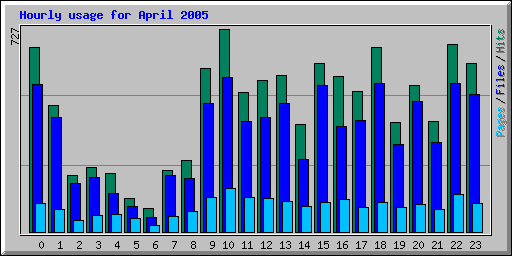 Hourly usage for April 2005
727
Pages / Files / Hits
0 1 2 3 4 5 6 7 8 9 10 11 12 13 14 15 16 17 18 19 20 21 22 23